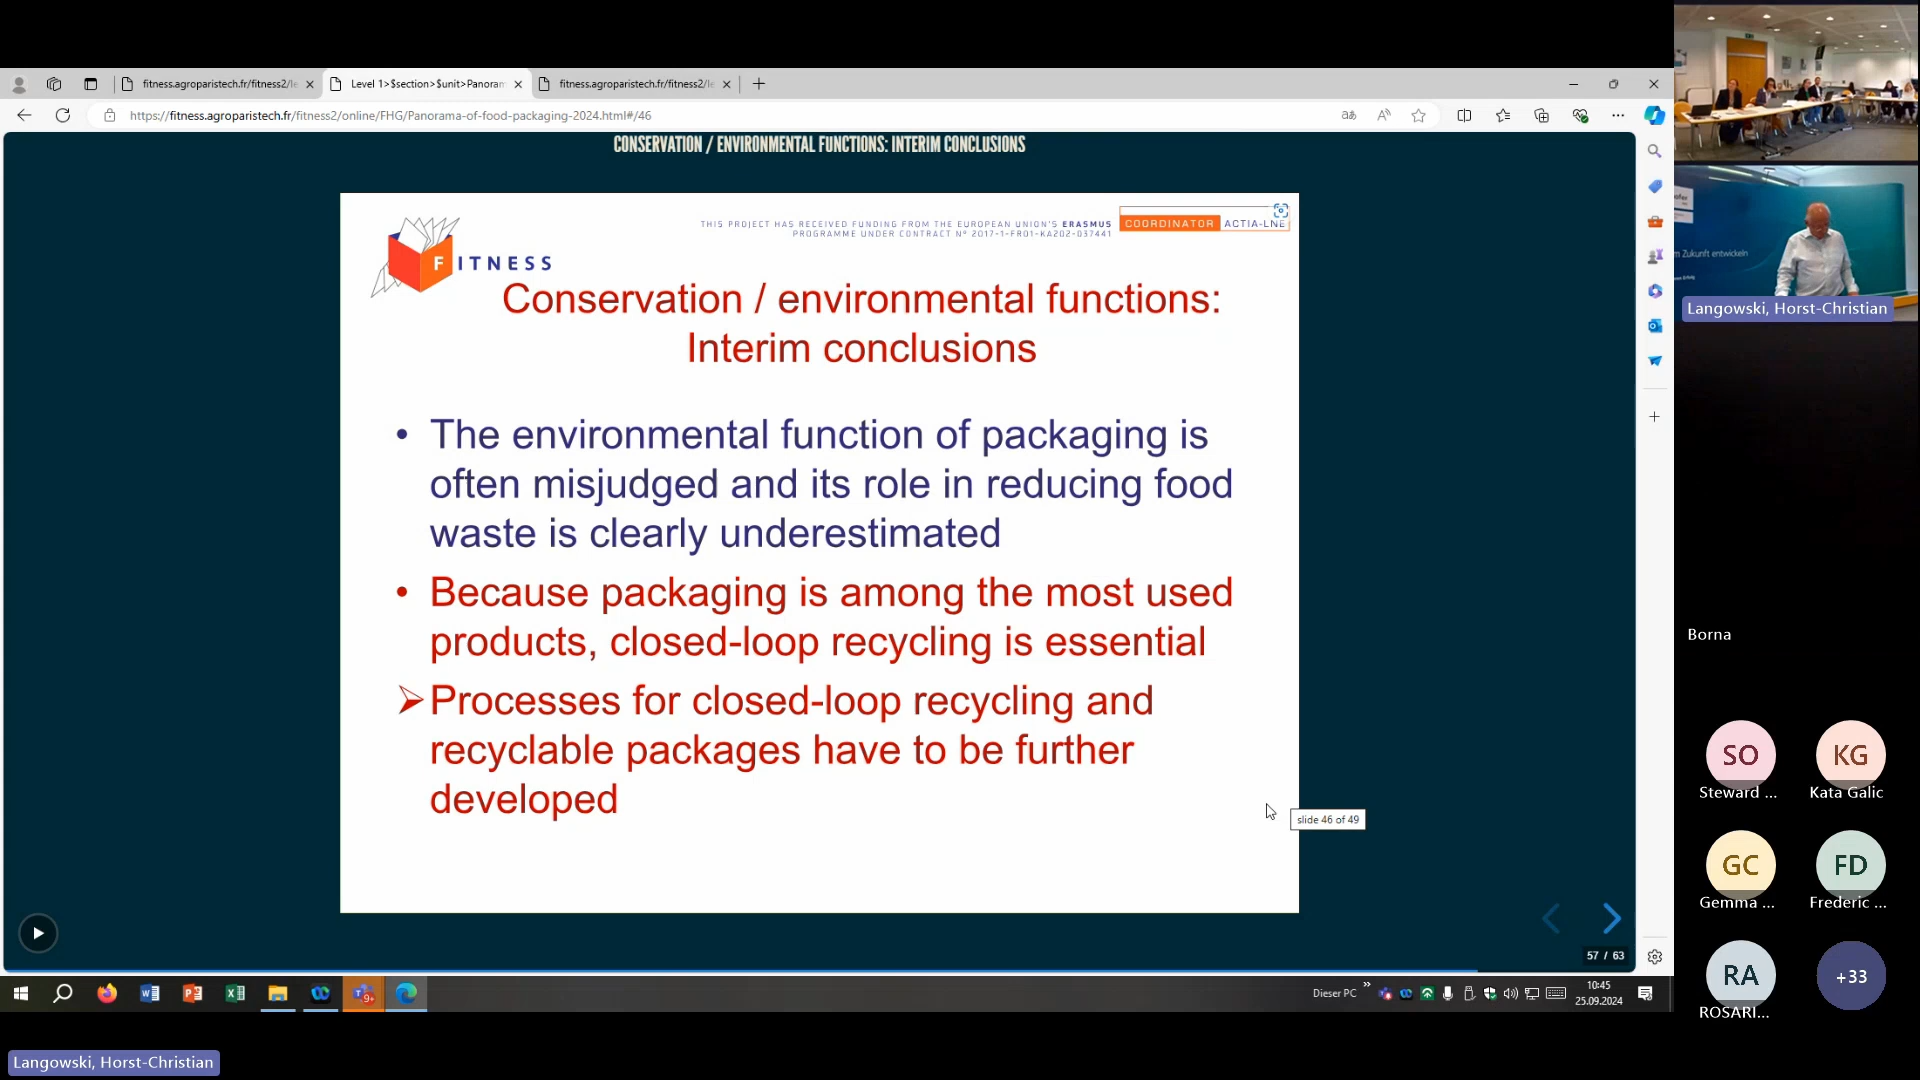 fitness.agroparistech.fr/fitness2/le
Level 1>$section>$unit>Panoram
fitness.agroparistech.fr/fitness2/le
https://fitness.agroparistech.fr/fitness2/online/FHG/Panorama-of-food-packaging-2024.html#/46
CONSERVATION / ENVIRONMENTAL FUNCTIONS: INTERIM CONCLUSIONS
THIS PROJECT HAS RECEIVED FUNDING FROM THE EUROPEAN UNION'S ERASMUS
PROGRAMME UNDER CONTRACT Nº 2017-1-FR01-KA202-037441
COORDINATOR ACTIA-LNE
FITNESS
Conservation / environmental functions:
Interim conclusions
• The environmental function of packaging is
often misjudged and its role in reducing food
waste is clearly underestimated
• Because packaging is among the most used
products, closed-loop recycling is essential
➢ Processes for closed-loop recycling and
recyclable packages have to be further
developed
slide 46 of 49
57 / 63
Dieser PC
10:45
25.09.2024
Langowski, Horst-Christian
Zukunft entwickeln
Langowski, Horst-Christian
Borna
SO
Steward ...
KG
Kata Galic
GC
Gemma ...
FD
Frederic ...
RA
ROSARI...
+33